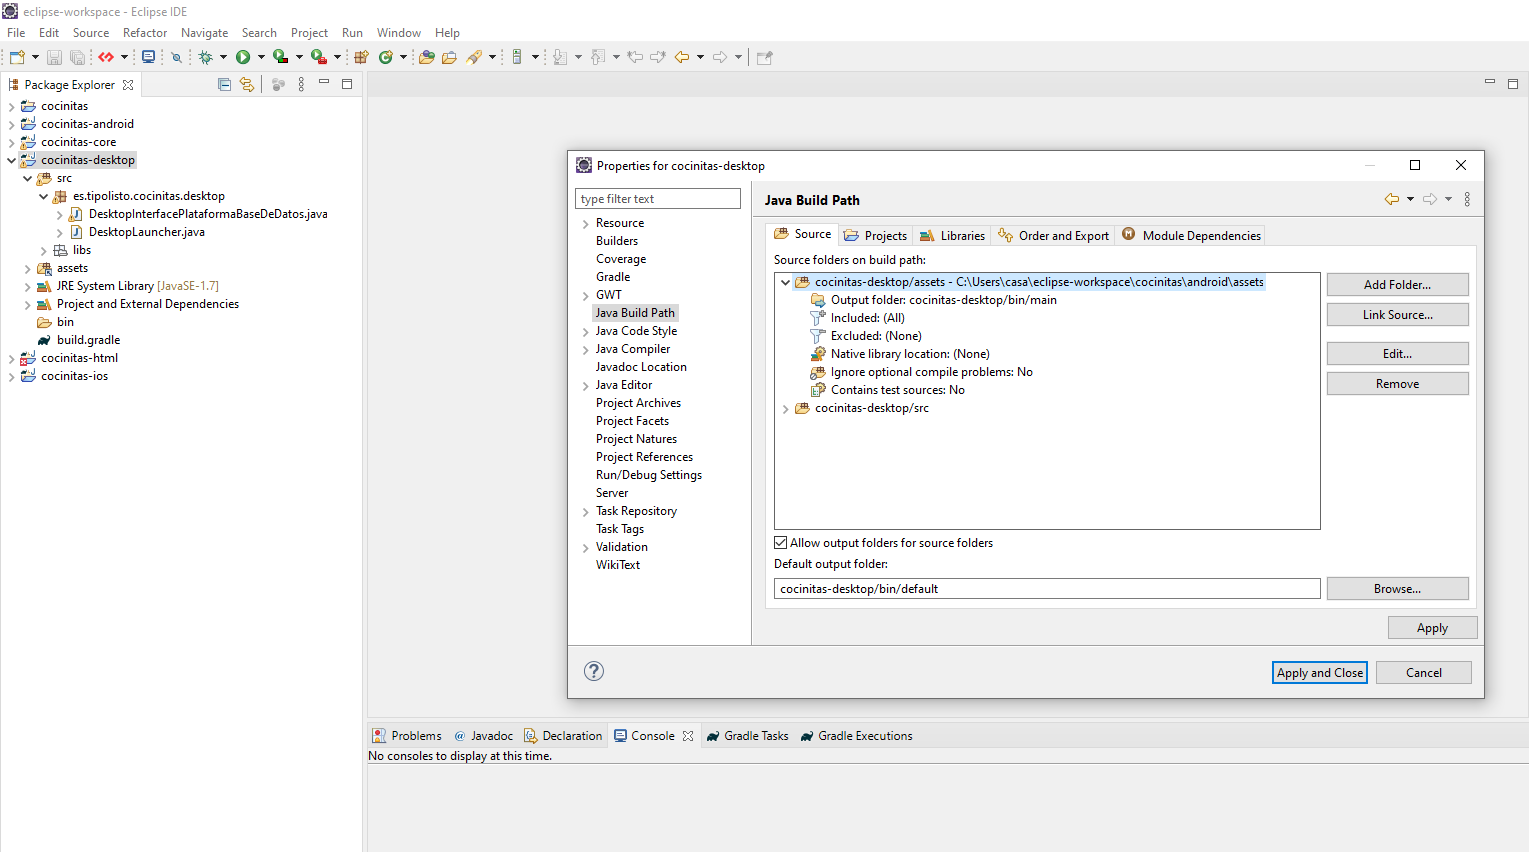 eclipse-workspace - Eclipse IDE
File Edit Source Refactor Navigate Search Project Run Window Help
Package Explorer
cocinitas
cocinitas-android
cocinitas-core
cocinitas-desktop
src
es.tipolisto.cocinitas.desktop
DesktopInterfacePlataformaBaseDeDatos.java
DesktopLauncher.java
libs
assets
JRE System Library [JavaSE-1.7]
Project and External Dependencies
bin
build.gradle
cocinitas-html
cocinitas-ios
Properties for cocinitas-desktop
type filter text
Resource
Builders
Coverage
Gradle
GWT
Java Build Path
Java Code Style
Java Compiler
Javadoc Location
Java Editor
Project Archives
Project Facets
Project Natures
Project References
Run/Debug Settings
Server
Task Repository
Task Tags
Validation
WikiText
Java Build Path
Source Projects Libraries Order and Export Module Dependencies
Source folders on build path:
cocinitas-desktop/assets - C:\Users\casa\eclipse-workspace\cocinitas\android\assets
Output folder: cocinitas-desktop/bin/main
Included: (All)
Excluded: (None)
Native library location: (None)
Ignore optional compile problems: No
Contains test sources: No
cocinitas-desktop/src
Add Folder...
Link Source...
Edit...
Remove
Allow output folders for source folders
Default output folder:
cocinitas-desktop/bin/default
Browse...
Apply
Apply and Close Cancel
Problems Javadoc Declaration Console Gradle Tasks Gradle Executions
No consoles to display at this time.